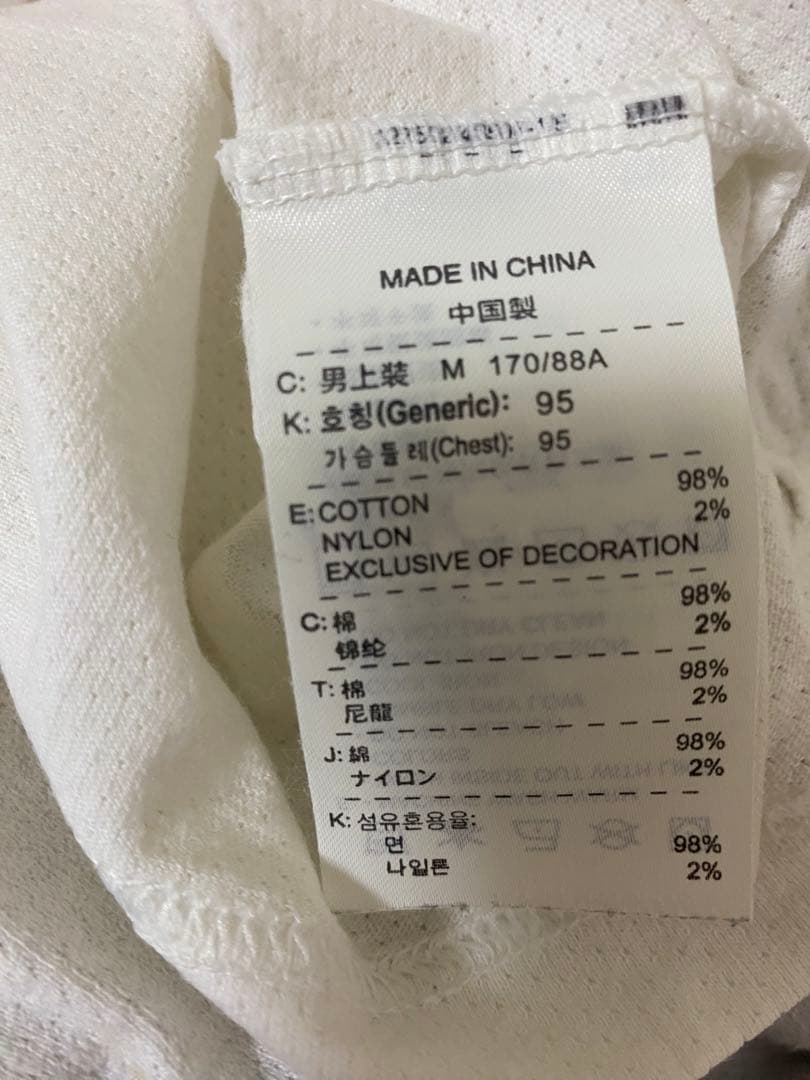 MADE IN CHINA
中国製
C: 男上裝 M 170/88A
K: 호칭(Generic): 95
가슴둘레(Chest): 95
E: COTTON 98%
NYLON 2%
EXCLUSIVE OF DECORATION
C: 棉 98%
锦纶 2%
T: 棉 98%
尼龍 2%
J: 綿 98%
ナイロン 2%
K: 섬유혼용율:
면 98%
나일론 2%